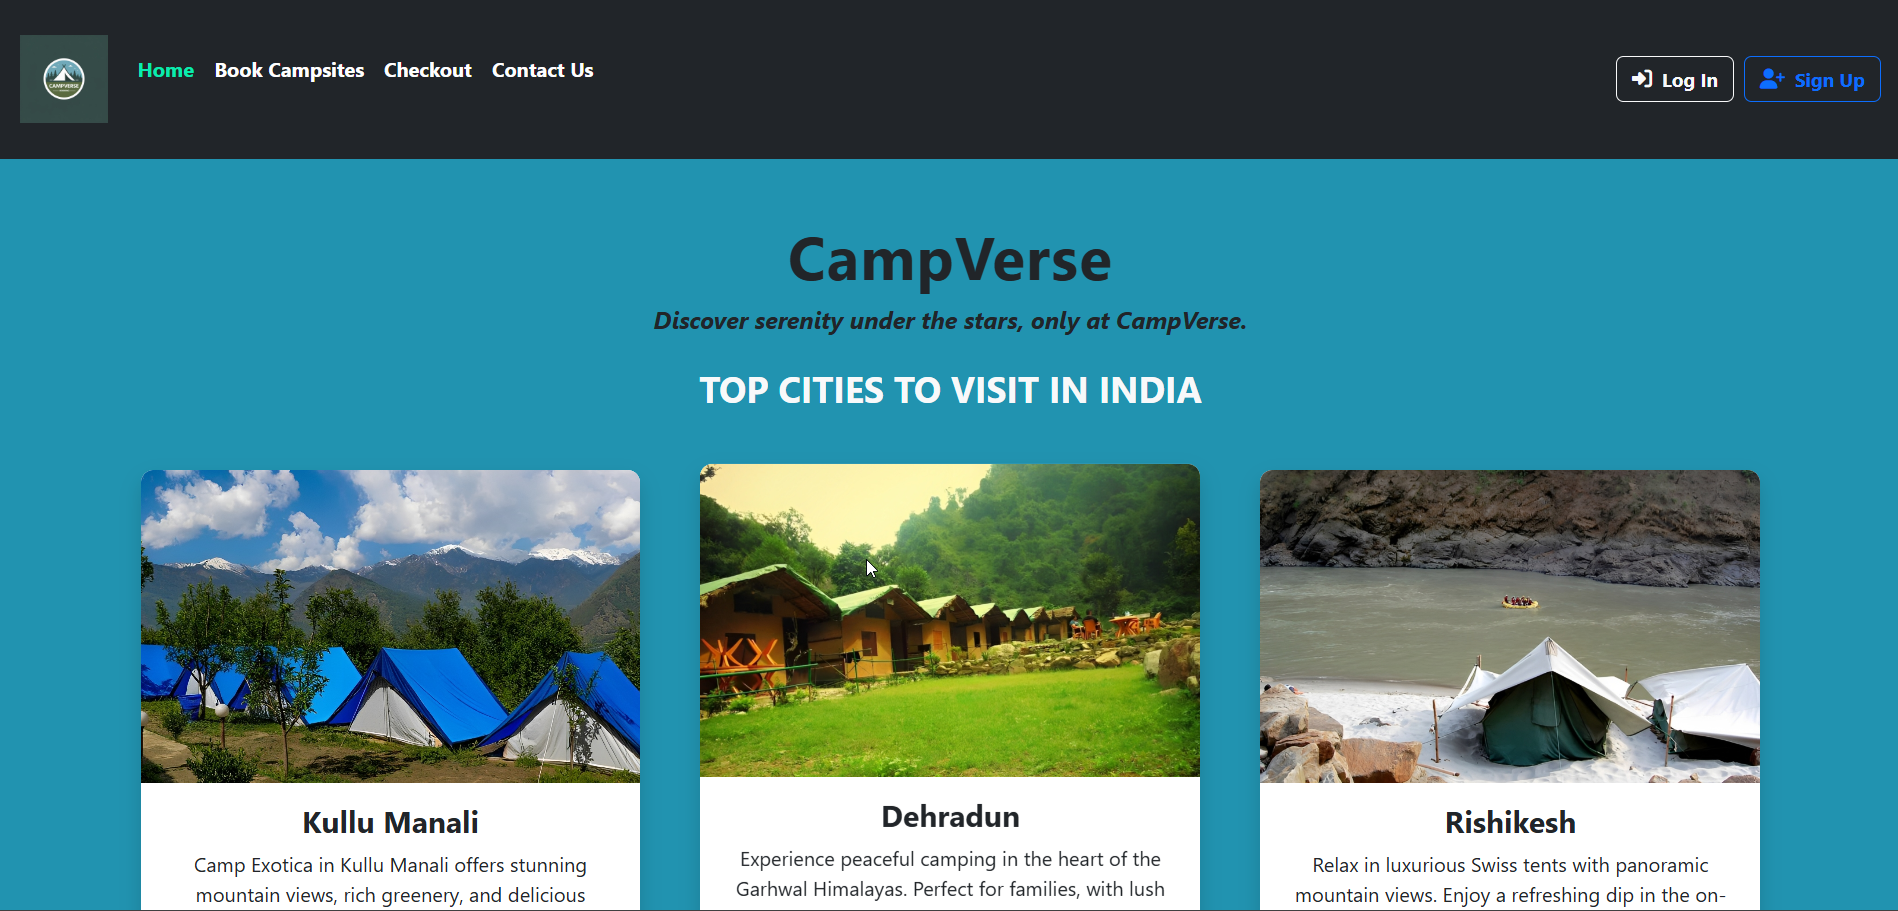 CAMPVERSE
Home
Book Campsites
Checkout
Contact Us
Log In
Sign Up
CampVerse
Discover serenity under the stars, only at CampVerse.
TOP CITIES TO VISIT IN INDIA
Kullu Manali
Camp Exotica in Kullu Manali offers stunning
mountain views, rich greenery, and delicious
Dehradun
Experience peaceful camping in the heart of the
Garhwal Himalayas. Perfect for families, with lush
Rishikesh
Relax in luxurious Swiss tents with panoramic
mountain views. Enjoy a refreshing dip in the on-